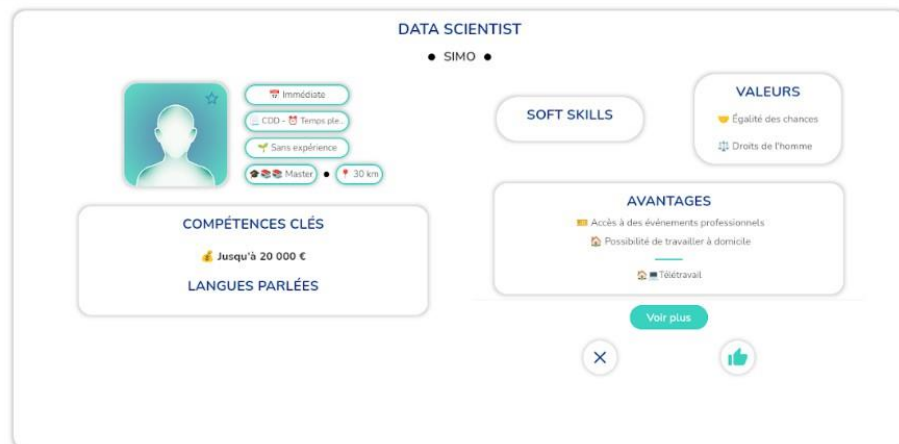 DATA SCIENTIST
● SIMO ●
📅 Immédiate
📃 CDD - ⏰ Temps ple...
🌱 Sans expérience
🎓📚📚 Master ● 📍 30 km
COMPÉTENCES CLÉS
💰 Jusqu'à 20 000 €
LANGUES PARLÉES
SOFT SKILLS
VALEURS
🤝 Égalité des chances
⚖️ Droits de l'homme
AVANTAGES
🎫 Accès à des événements professionnels
🏠 Possibilité de travailler à domicile
🏠💻Télétravail
Voir plus